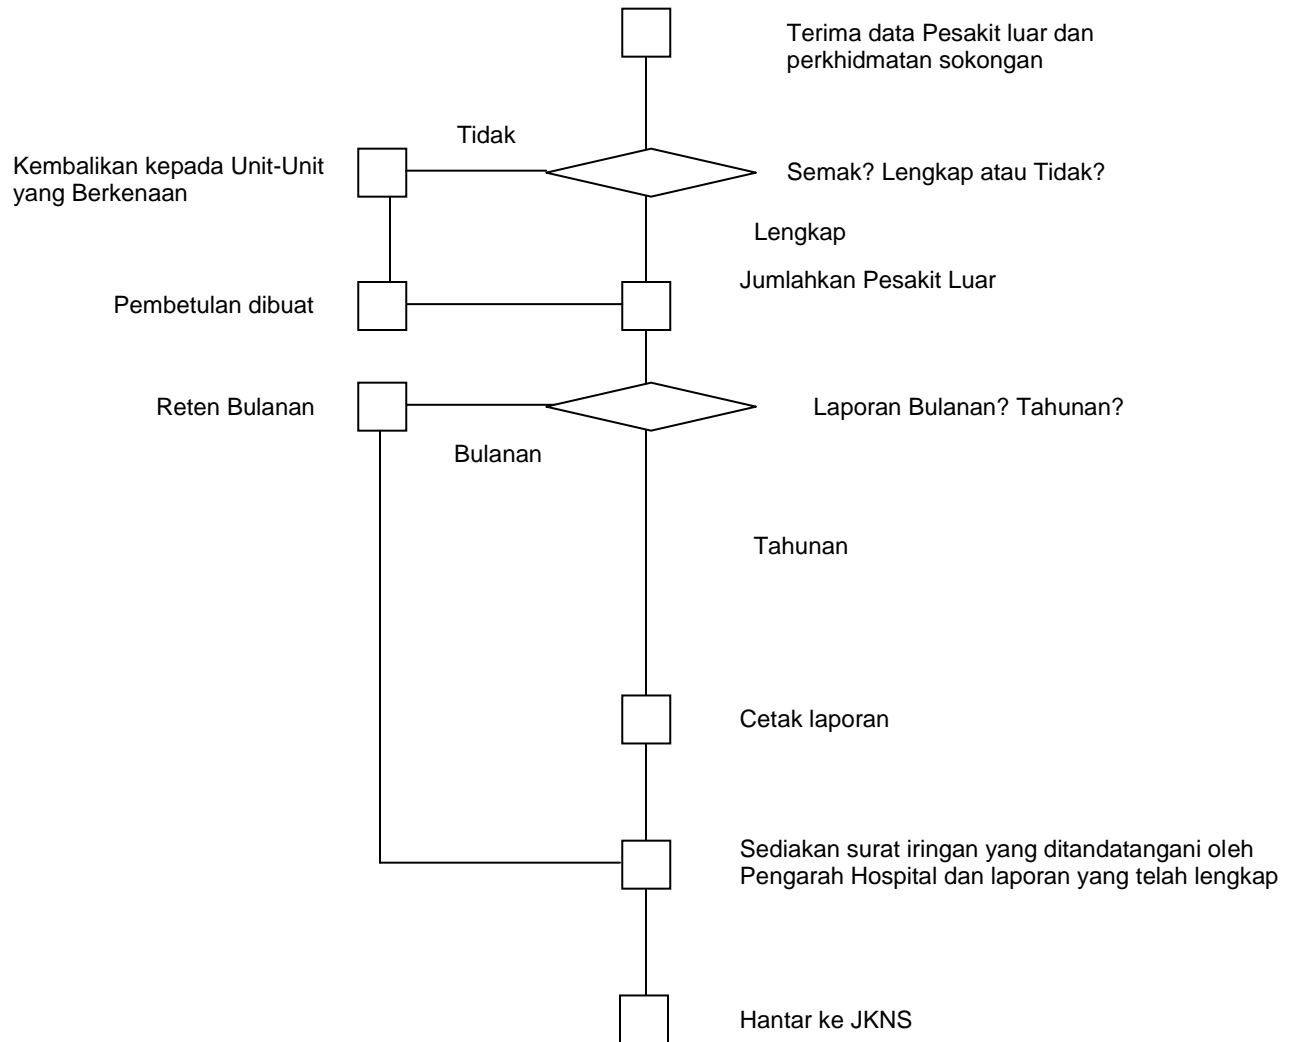 Terima data Pesakit luar dan
perkhidmatan sokongan
Tidak
Kembalikan kepada Unit-Unit
yang Berkenaan
Semak? Lengkap atau Tidak?
Lengkap
Jumlahkan Pesakit Luar
Pembetulan dibuat
Reten Bulanan
Laporan Bulanan? Tahunan?
Bulanan
Tahunan
Cetak laporan
Sediakan surat iringan yang ditandatangani oleh
Pengarah Hospital dan laporan yang telah lengkap
Hantar ke JKNS